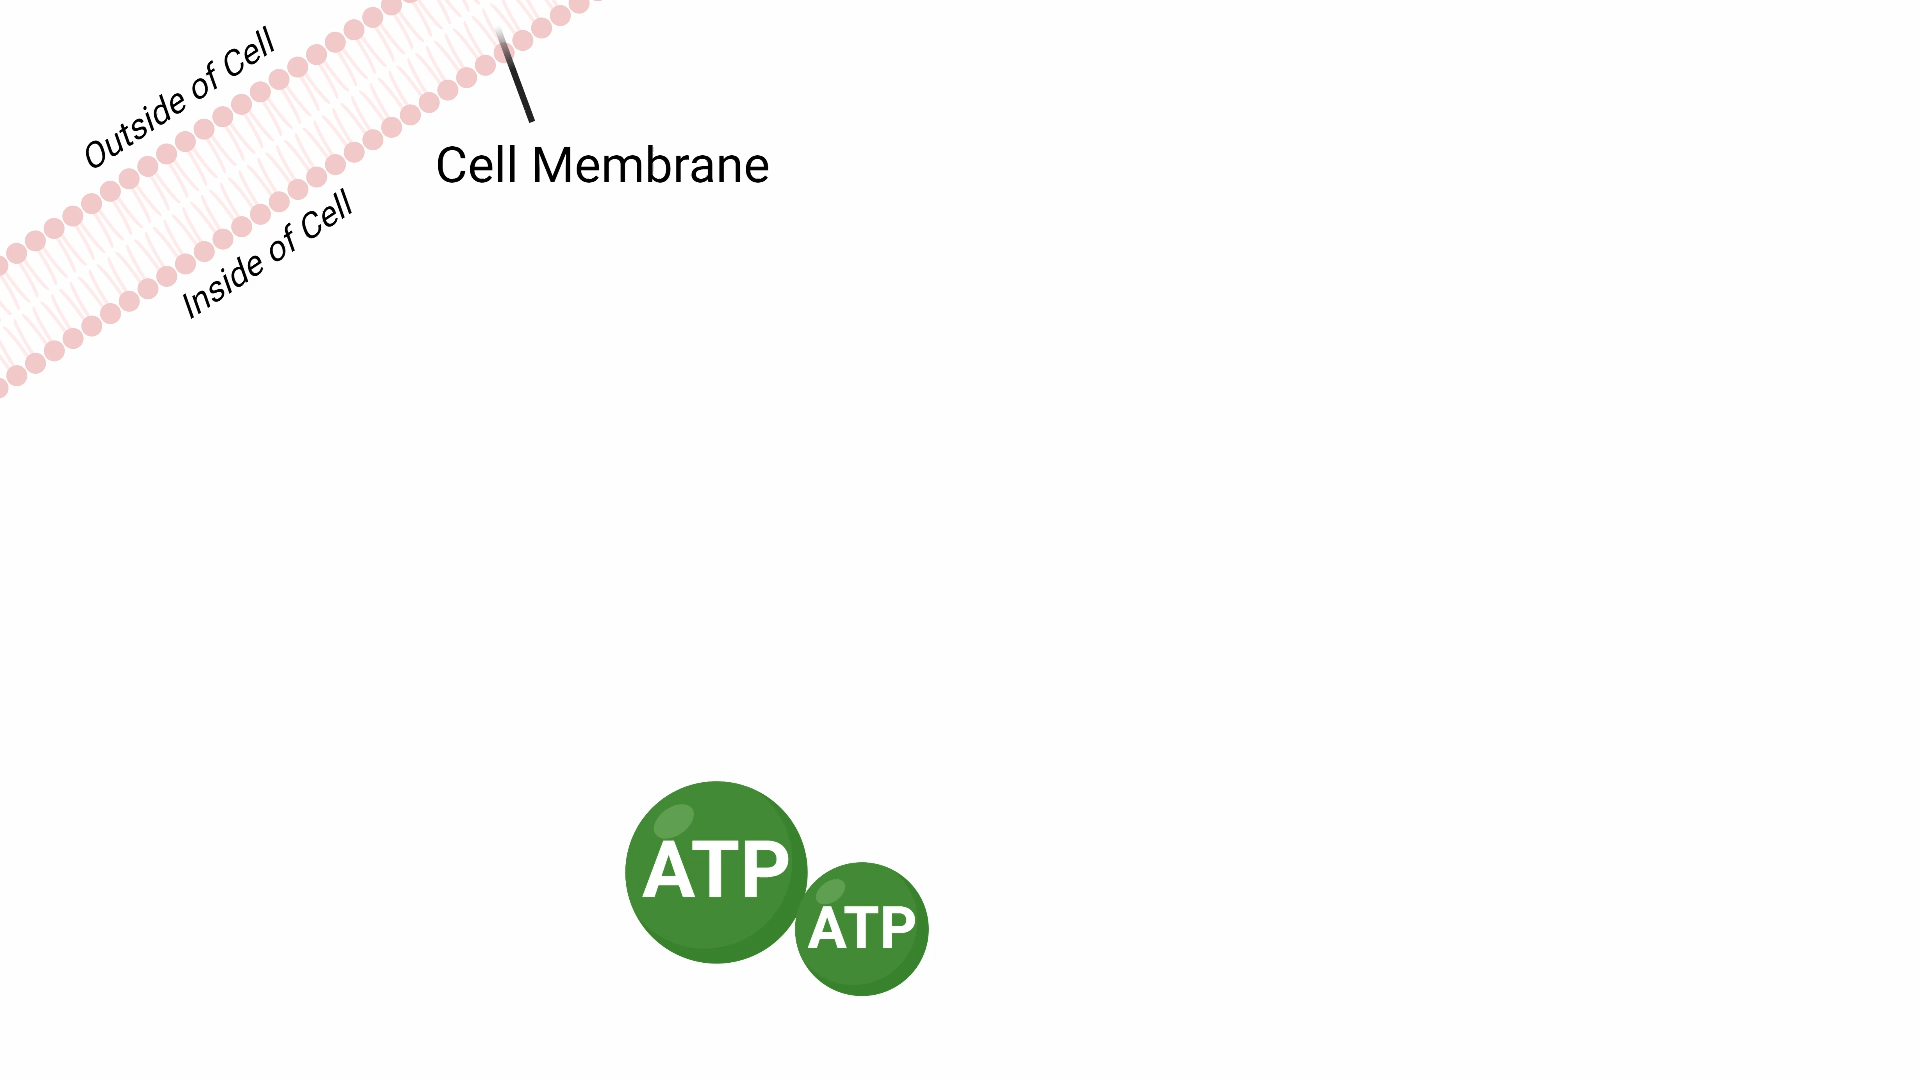 Outside of Cell
Cell Membrane
Inside of Cell
ATP
ATP